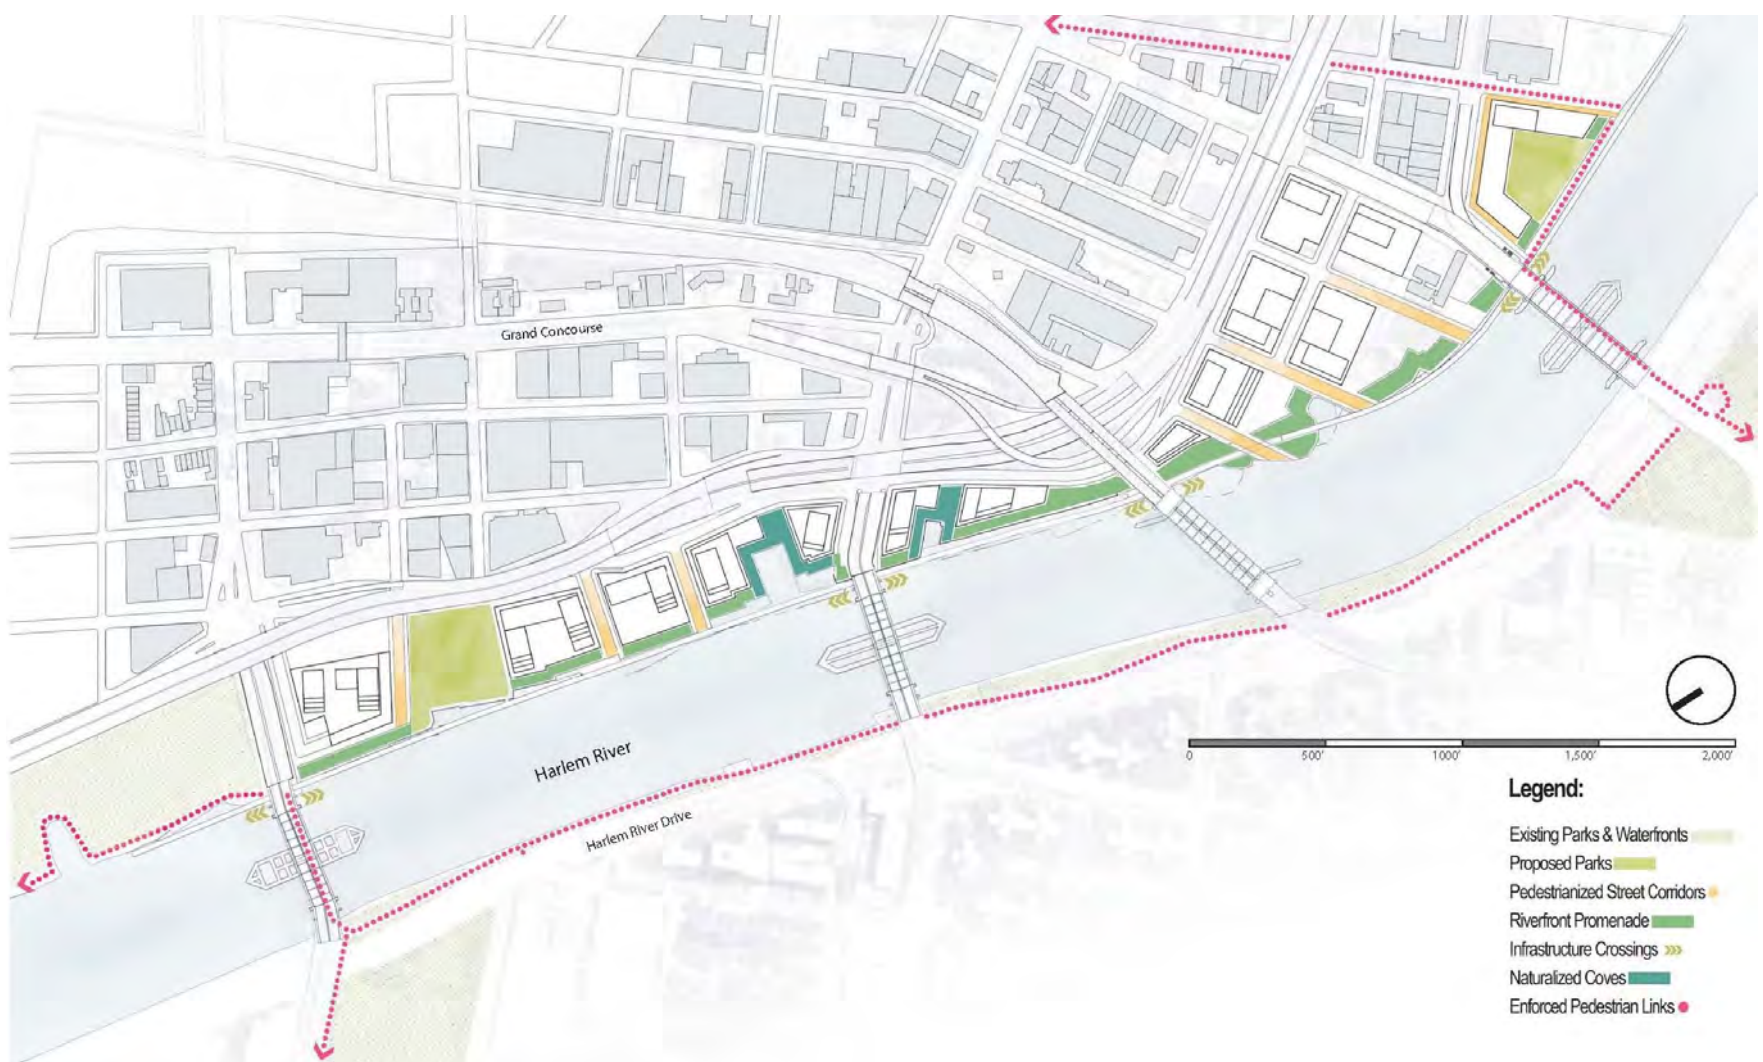 Grand Concourse
Harlem River
Harlem River Drive
0 500' 1000' 1,500' 2,000'
Legend:
Existing Parks & Waterfronts
Proposed Parks
Pedestrianized Street Corridors
Riverfront Promenade
Infrastructure Crossings
Naturalized Coves
Enforced Pedestrian Links